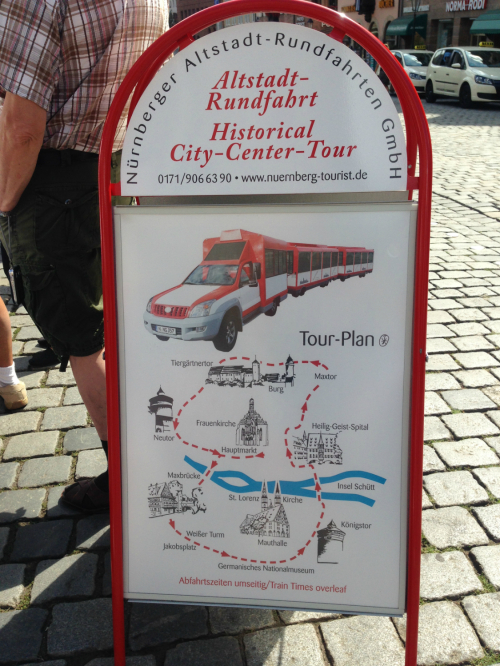 Nürnberger Altstadt-Rundfahrten GmbH
Altstadt-
Rundfahrt
Historical
City-Center-Tour
0171/906 63 90 • www.nuernberg-tourist.de
Tour-Plan
Tiergärtnertor
Burg
Maxtor
Neutor
Frauenkirche
Hauptmarkt
Heilig-Geist-Spital
Maxbrücke
St. Lorenz
Kirche
Insel Schütt
Weißer Turm
Jakobsplatz
Mauthalle
Königstor
Germanisches Nationalmuseum
Abfahrtszeiten umseitig/Train Times overleaf
NORMA RODI